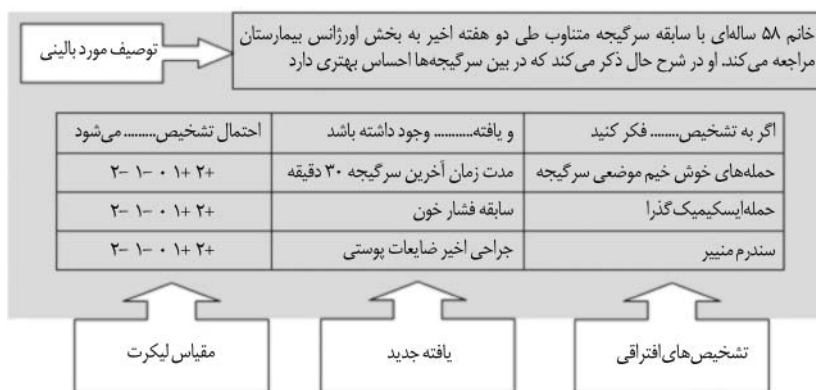 توصیف مورد بالینی
خانم ۵۸ ساله‌ای با سابقه سرگیجه متناوب طی دو هفته اخیر به بخش اورژانس بیمارستان
مراجعه می‌کند. او در شرح حال ذکر می‌کند که در بین سرگیجه‌ها احساس بهتری دارد
اگر به تشخیص........ فکر کنید	و یافته.......... وجود داشته باشد	احتمال تشخیص......... می‌شود
حمله‌های خوش خیم موضعی سرگیجه	مدت زمان آخرین سرگیجه ۳۰ دقیقه	۲- ۱- ۰ ۱+ ۲+
حمله‌ایسکیمیک گذرا	سابقه فشار خون	۲- ۱- ۰ ۱+ ۲+
سندرم منییر	جراحی اخیر ضایعات پوستی	۲- ۱- ۰ ۱+ ۲+
تشخیص‌های افتراقی	یافته جدید	مقیاس لیکرت